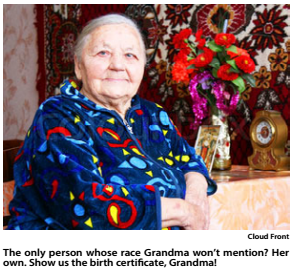 Cloud Front
The only person whose race Grandma won't mention? Her
own. Show us the birth certificate, Grandma!